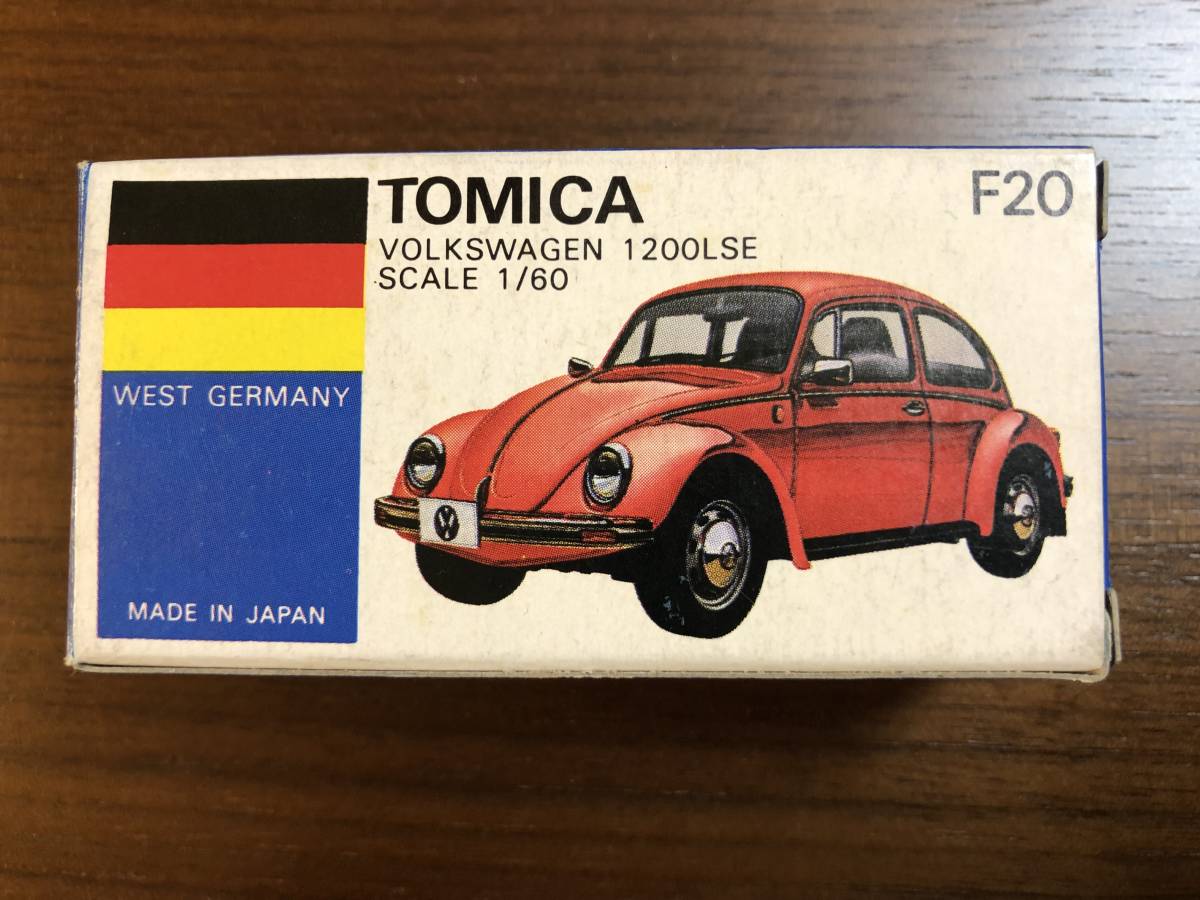 TOMICA
F20
VOLKSWAGEN 1200LSE
SCALE 1/60
WEST GERMANY
MADE IN JAPAN